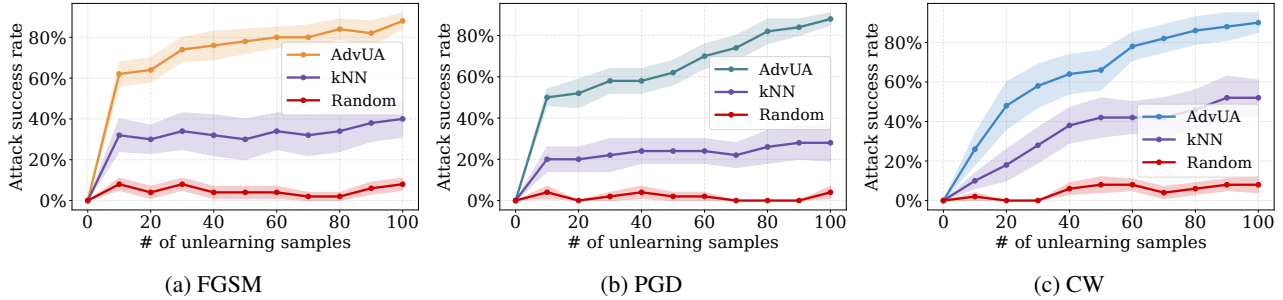 Attack success rate
80%
60%
40%
20%
0%
AdvUA
kNN
Random
0 20 40 60 80 100
# of unlearning samples
(a) FGSM
Attack success rate
80%
60%
40%
20%
0%
AdvUA
kNN
Random
0 20 40 60 80 100
# of unlearning samples
(b) PGD
Attack success rate
80%
60%
40%
20%
0%
AdvUA
kNN
Random
0 20 40 60 80 100
# of unlearning samples
(c) CW